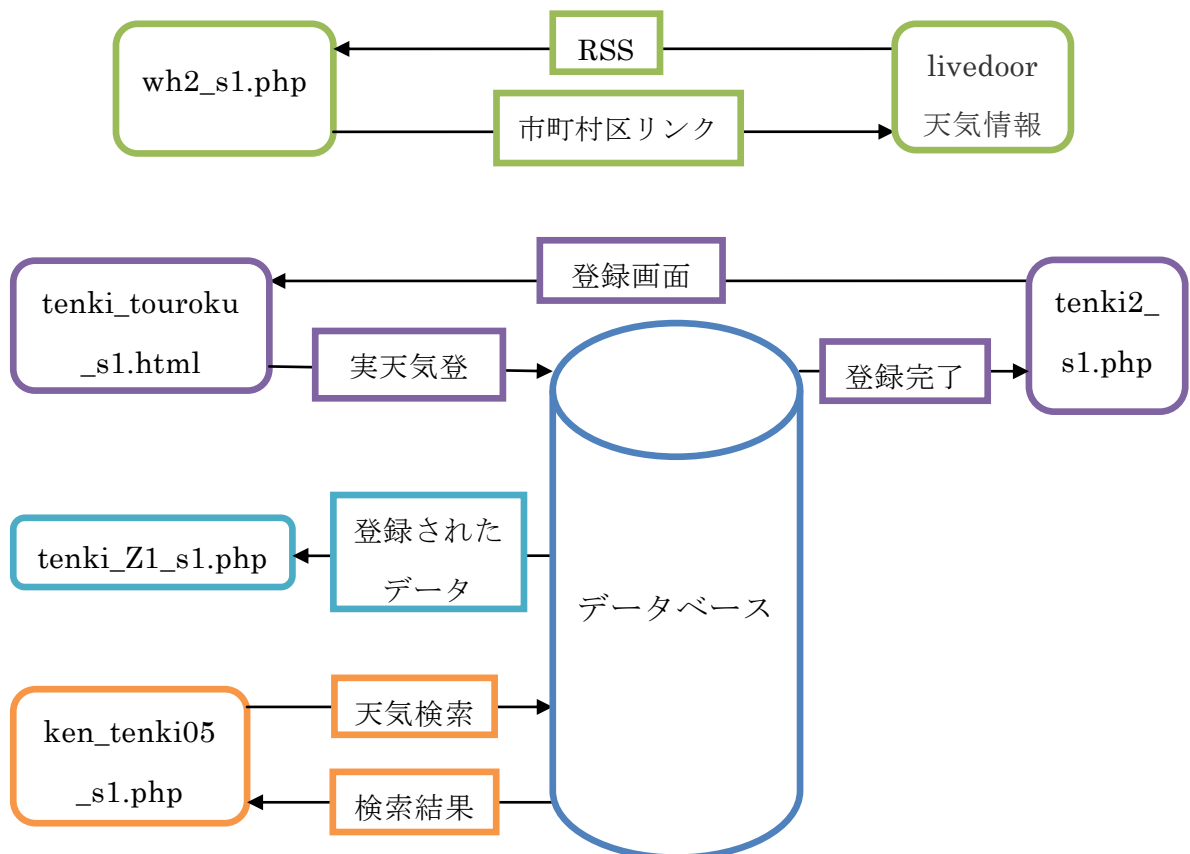 RSS
wh2_s1.php
livedoor
天気情報
市町村区リンク
登録画面
tenki_touroku
_s1.html
tenki2_
s1.php
実天気登
登録完了
登録された
データ
tenki_Z1_s1.php
データベース
天気検索
ken_tenki05
_s1.php
検索結果